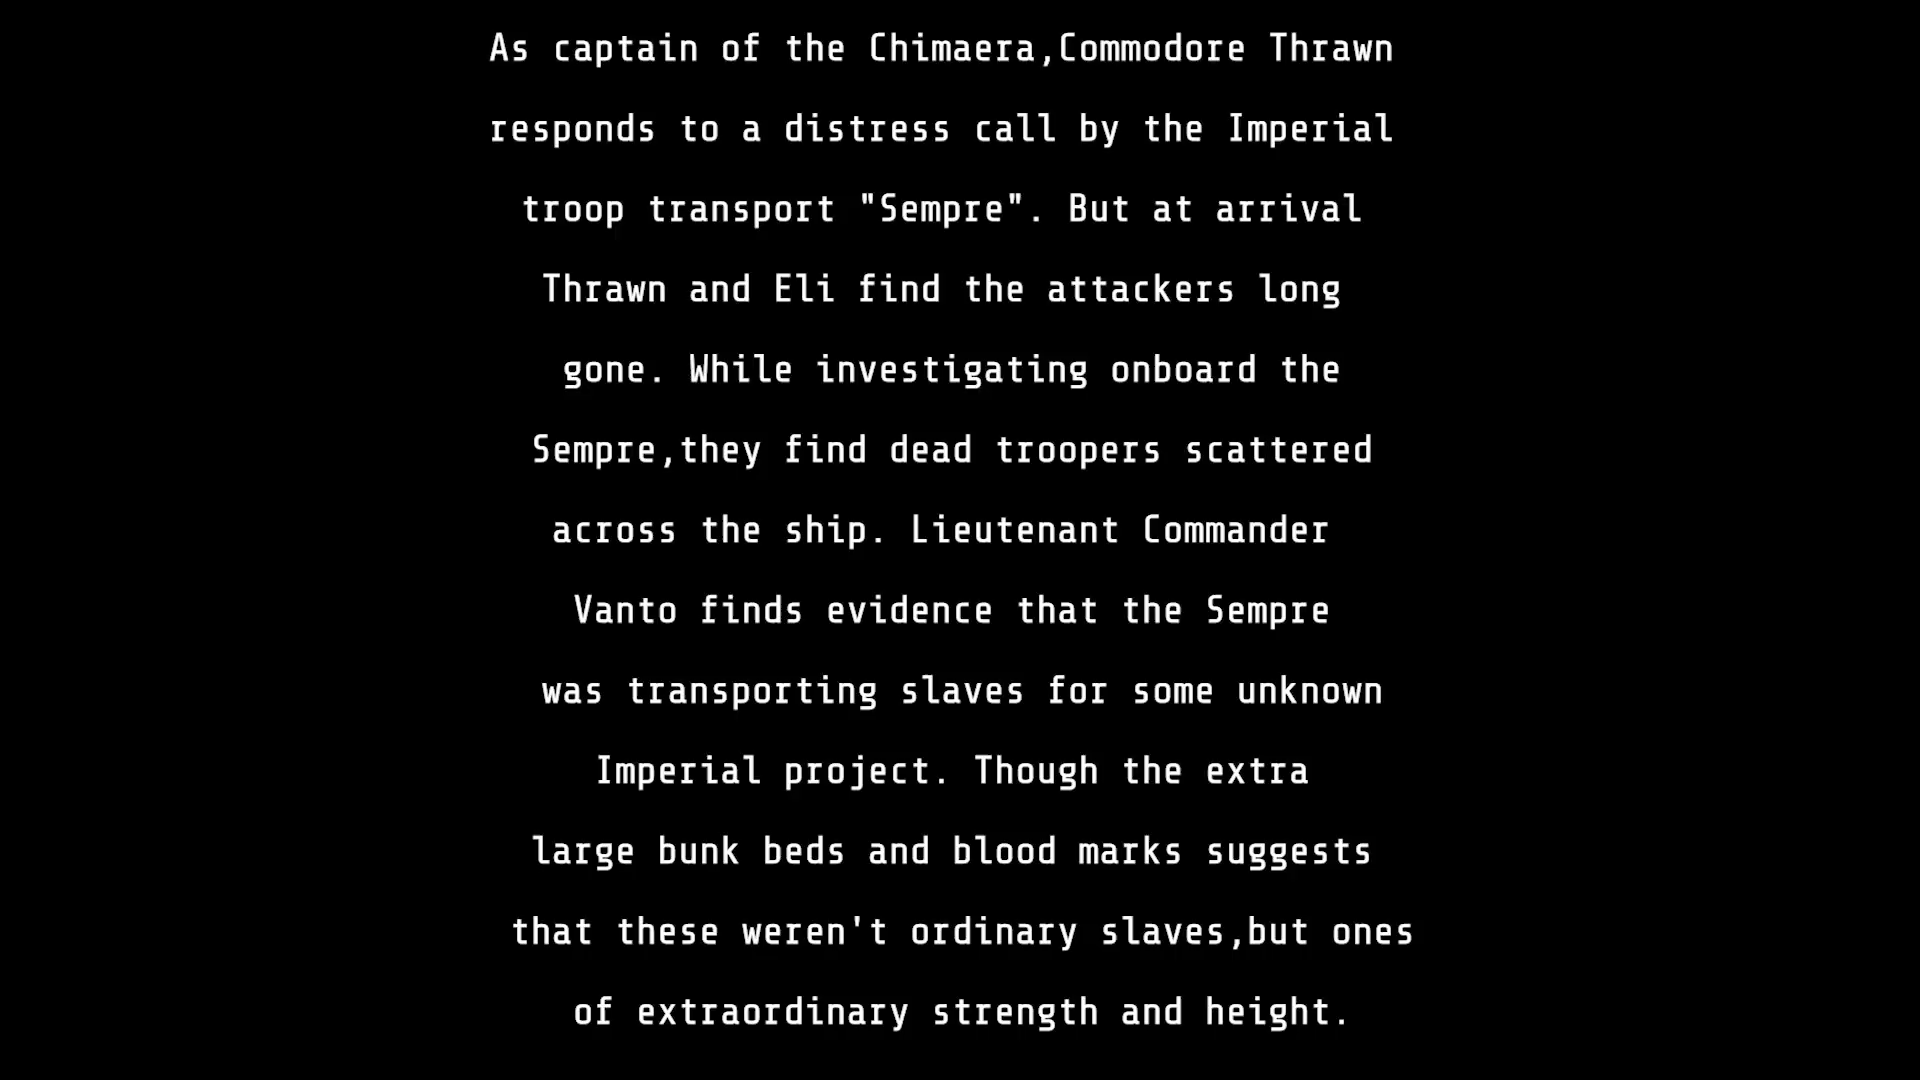 As captain of the Chimaera,Commodore Thrawn
responds to a distress call by the Imperial
troop transport "Sempre". But at arrival
Thrawn and Eli find the attackers long
gone. While investigating onboard the
Sempre,they find dead troopers scattered
across the ship. Lieutenant Commander
Vanto finds evidence that the Sempre
was transporting slaves for some unknown
Imperial project. Though the extra
large bunk beds and blood marks suggests
that these weren't ordinary slaves,but ones
of extraordinary strength and height.